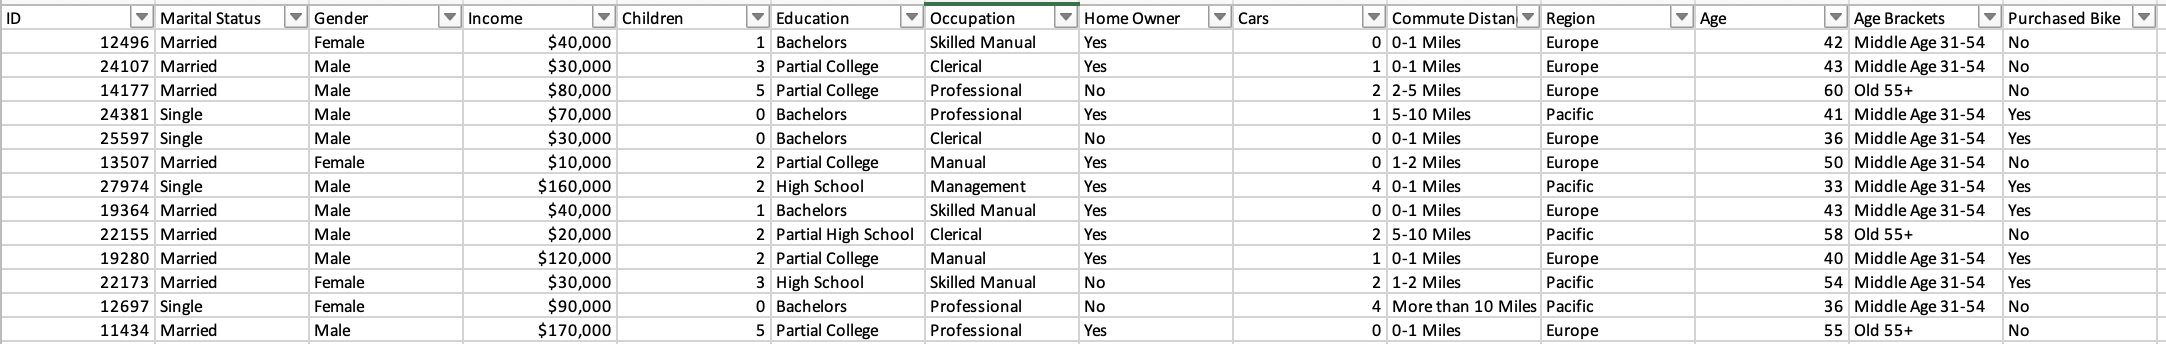 ID Marital Status Gender Income Children Education Occupation Home Owner Cars Commute Distan Region Age Age Brackets Purchased Bike
12496 Married Female $40,000 1 Bachelors Skilled Manual Yes 0 0-1 Miles Europe 42 Middle Age 31-54 No
24107 Married Male $30,000 3 Partial College Clerical Yes 1 0-1 Miles Europe 43 Middle Age 31-54 No
14177 Married Male $80,000 5 Partial College Professional No 2 2-5 Miles Europe 60 Old 55+ No
24381 Single Male $70,000 0 Bachelors Professional Yes 1 5-10 Miles Pacific 41 Middle Age 31-54 Yes
25597 Single Male $30,000 0 Bachelors Clerical No 0 0-1 Miles Europe 36 Middle Age 31-54 Yes
13507 Married Female $10,000 2 Partial College Manual Yes 0 1-2 Miles Europe 50 Middle Age 31-54 No
27974 Single Male $160,000 2 High School Management Yes 4 0-1 Miles Pacific 33 Middle Age 31-54 Yes
19364 Married Male $40,000 1 Bachelors Skilled Manual Yes 0 0-1 Miles Europe 43 Middle Age 31-54 Yes
22155 Married Male $20,000 2 Partial High School Clerical Yes 2 5-10 Miles Pacific 58 Old 55+ No
19280 Married Male $120,000 2 Partial College Manual Yes 1 0-1 Miles Europe 40 Middle Age 31-54 Yes
22173 Married Female $30,000 3 High School Skilled Manual No 2 1-2 Miles Pacific 54 Middle Age 31-54 Yes
12697 Single Female $90,000 0 Bachelors Professional No 4 More than 10 Miles Pacific 36 Middle Age 31-54 No
11434 Married Male $170,000 5 Partial College Professional Yes 0 0-1 Miles Europe 55 Old 55+ No